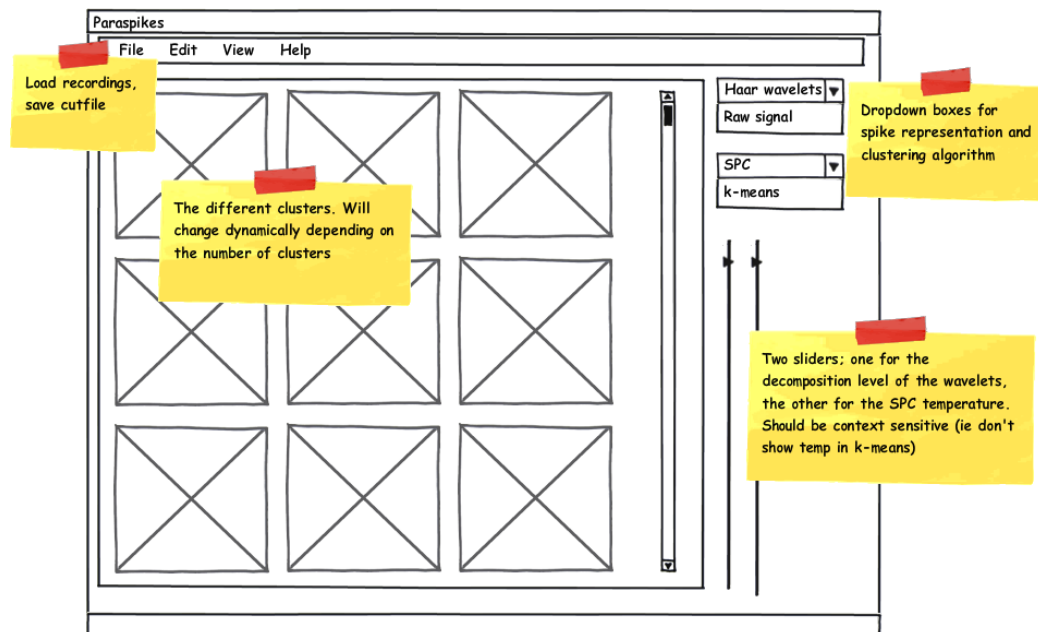 Paraspikes
File Edit View Help
Load recordings,
save cutfile
Haar wavelets
Raw signal
Dropdown boxes for
spike representation and
clustering algorithm
SPC
k-means
The different clusters. Will
change dynamically depending on
the number of clusters
Two sliders; one for the
decomposition level of the wavelets,
the other for the SPC temperature.
Should be context sensitive (ie don't
show temp in k-means)